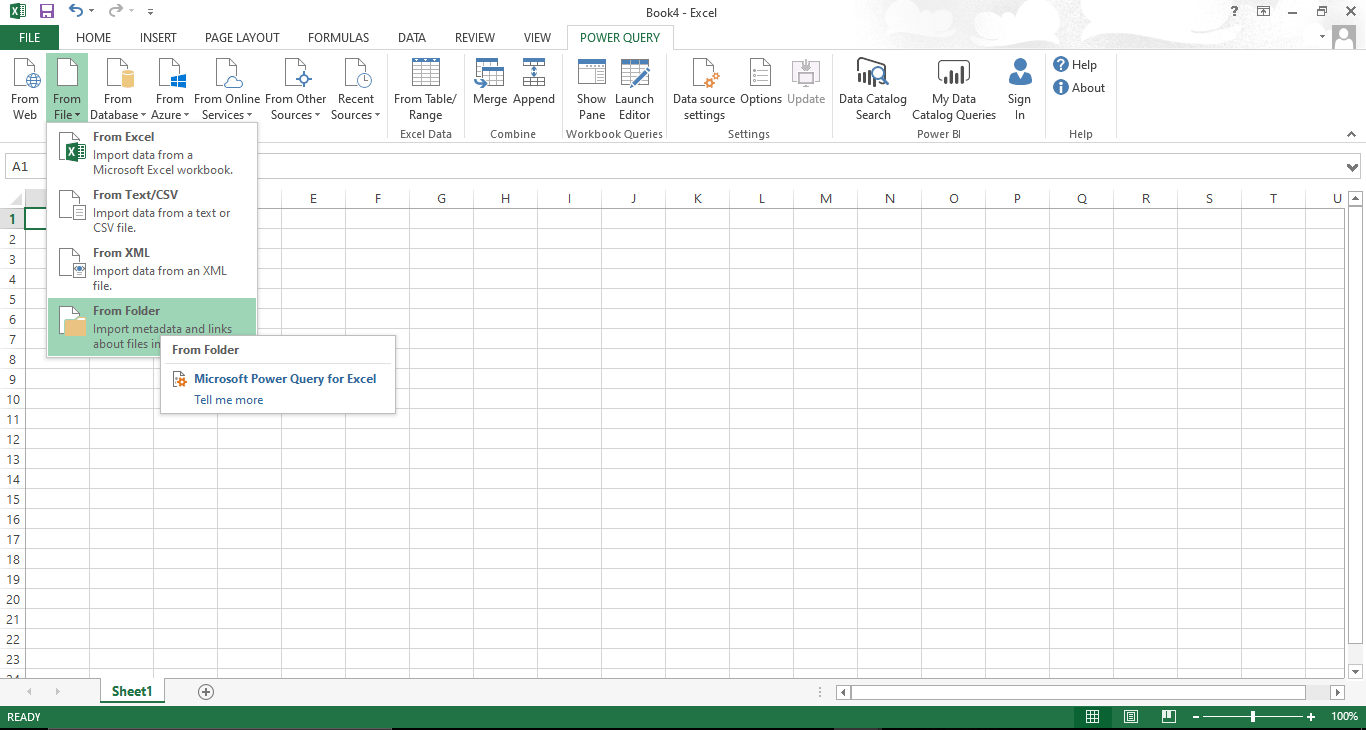 Book4 - Excel
?
FILE HOME INSERT PAGE LAYOUT FORMULAS DATA REVIEW VIEW POWER QUERY
From Web
From File
From Database
From Azure
From Online Services
From Other Sources
Recent Sources
From Table/ Range
Merge
Append
Show Pane
Launch Editor
Data source settings
Options
Update
Data Catalog Search
My Data Catalog Queries
Sign In
Help
About
Excel Data
Combine
Workbook Queries
Settings
Power BI
Help
From Excel
Import data from a
Microsoft Excel workbook.
From Text/CSV
Import data from a text or
CSV file.
From XML
Import data from an XML
file.
From Folder
Import metadata and links
about files in
From Folder
Microsoft Power Query for Excel
Tell me more
A1
E F G H I J K L M N O P Q R S T U
1
2
3
4
5
6
7
8
9
10
11
12
13
14
15
16
17
18
19
20
21
22
23
Sheet1
READY
100%